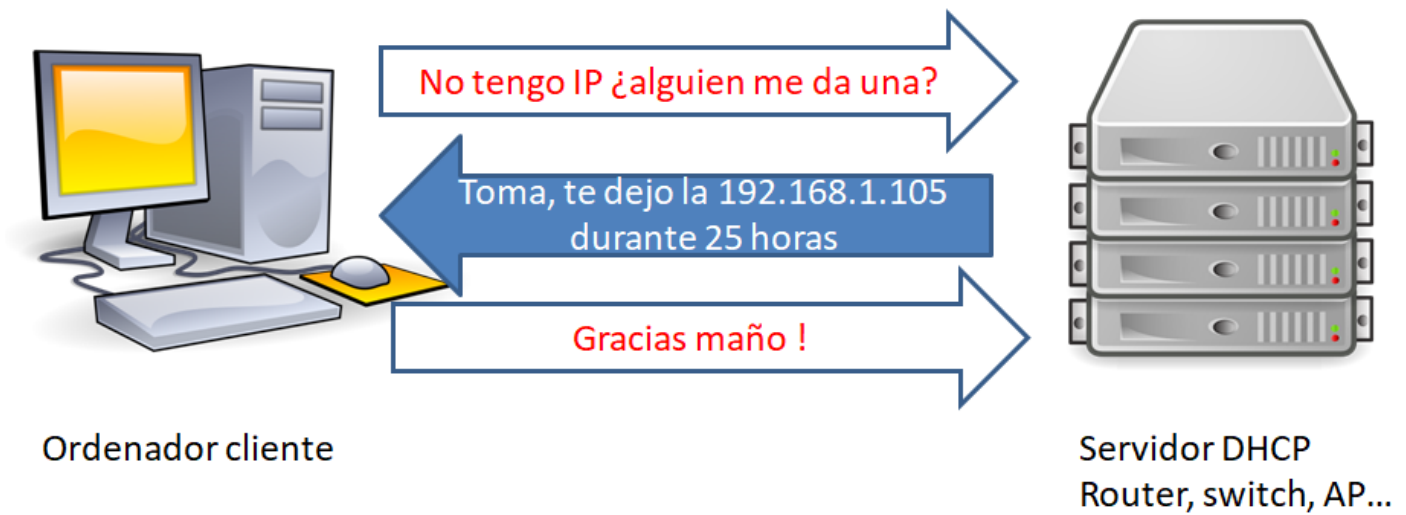 No tengo IP ¿alguien me da una?
Toma, te dejo la 192.168.1.105
durante 25 horas
Gracias maño !
Ordenador cliente
Servidor DHCP
Router, switch, AP...